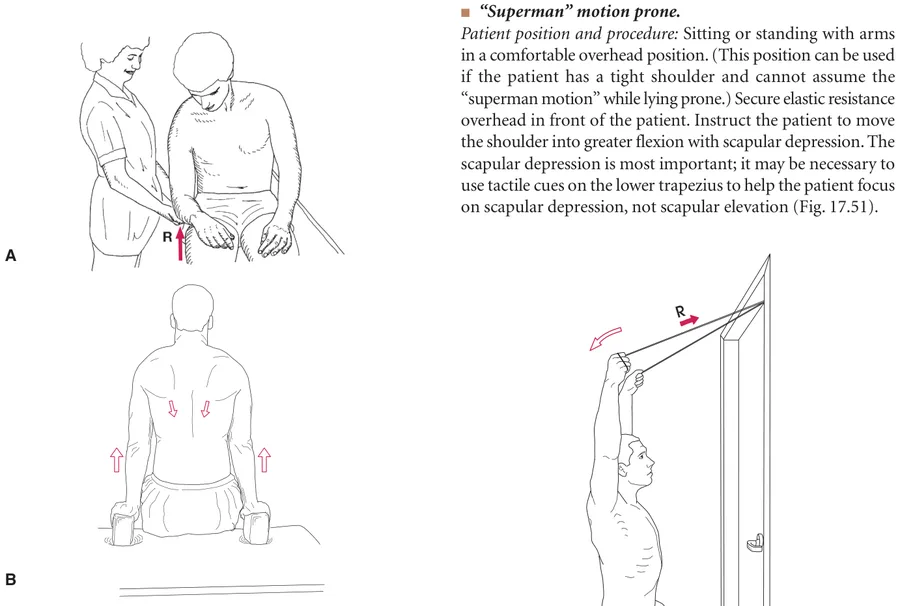 R
A
B
■ “Superman” motion prone.
Patient position and procedure: Sitting or standing with arms
in a comfortable overhead position. (This position can be used
if the patient has a tight shoulder and cannot assume the
“superman motion” while lying prone.) Secure elastic resistance
overhead in front of the patient. Instruct the patient to move
the shoulder into greater flexion with scapular depression. The
scapular depression is most important; it may be necessary to
use tactile cues on the lower trapezius to help the patient focus
on scapular depression, not scapular elevation (Fig. 17.51).
R